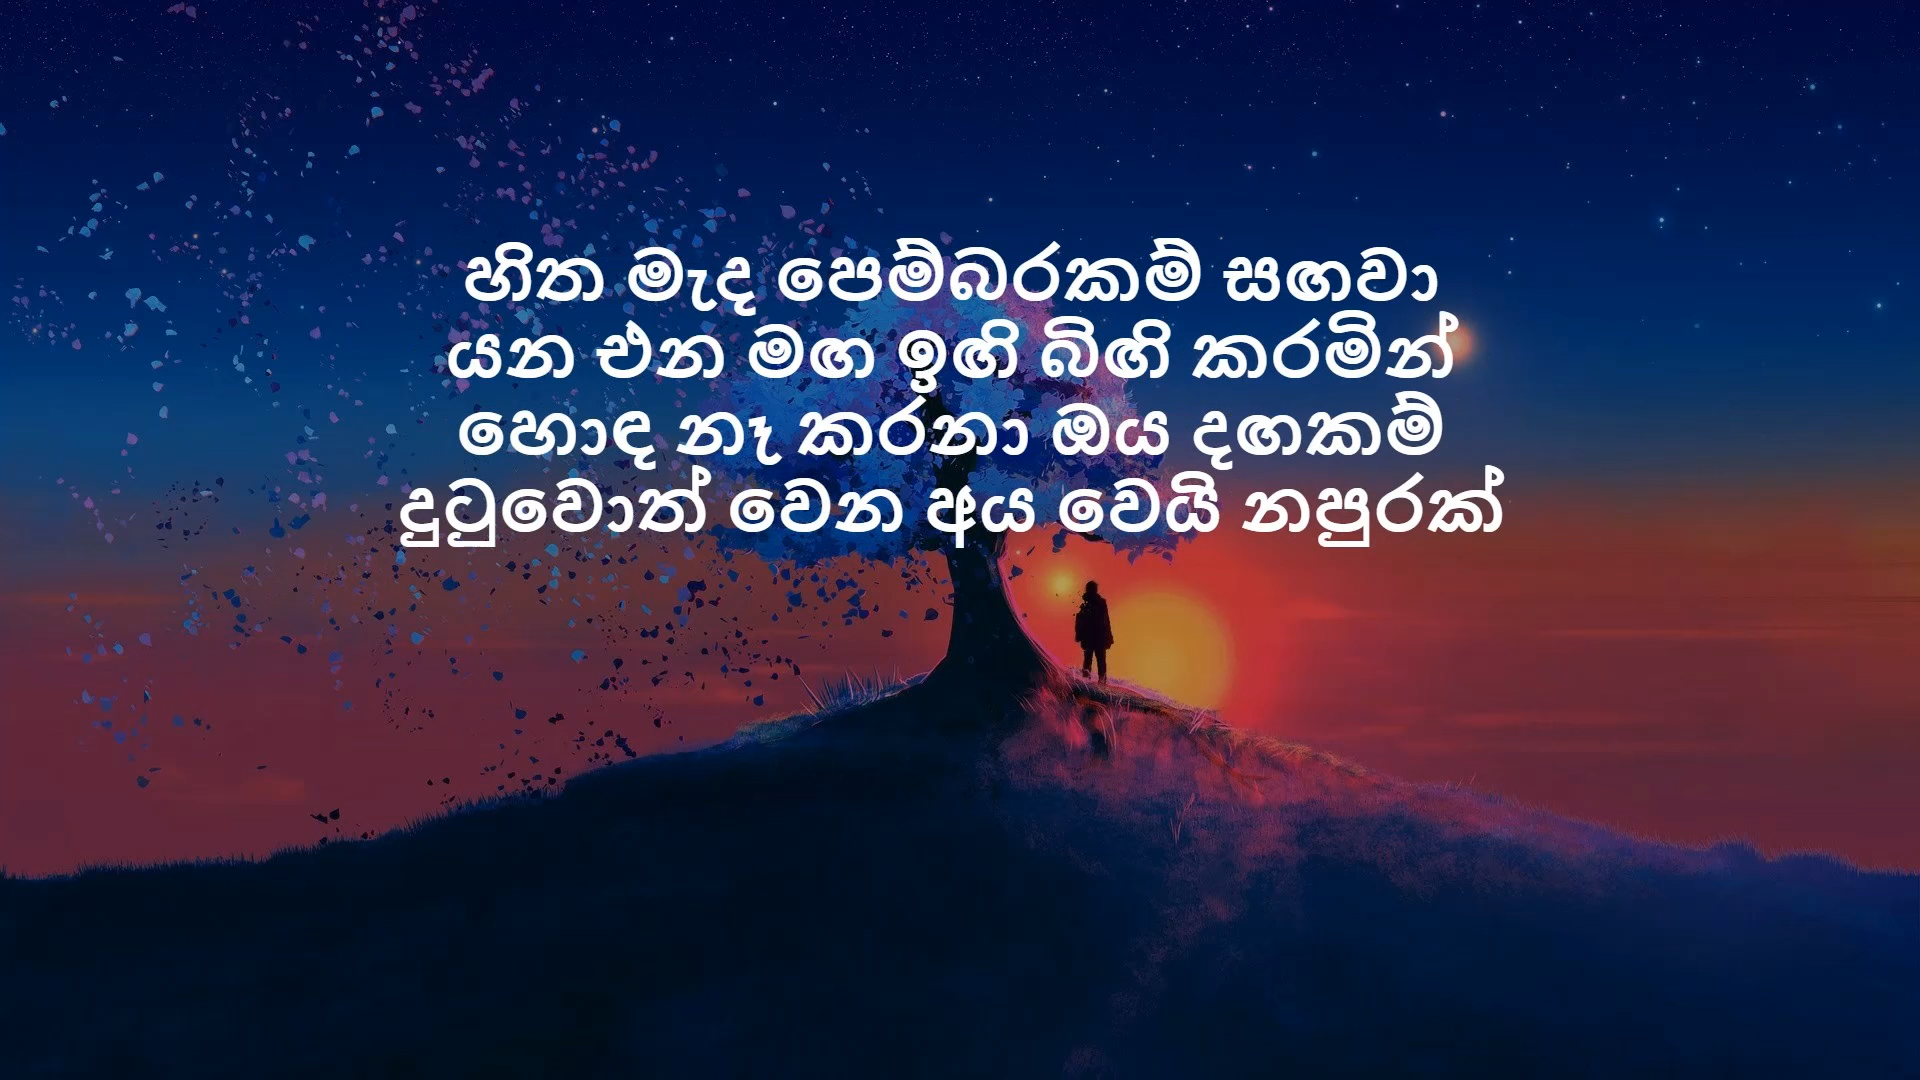 හිත මැද පෙම්බරකම් සඟවා
යන එන මඟ ඉඟි බිඟි කරමින්
හොඳ නෑ කරනා ඔය දඟකම්
දුටුවොත් වෙන අය වෙයි නපුරක්